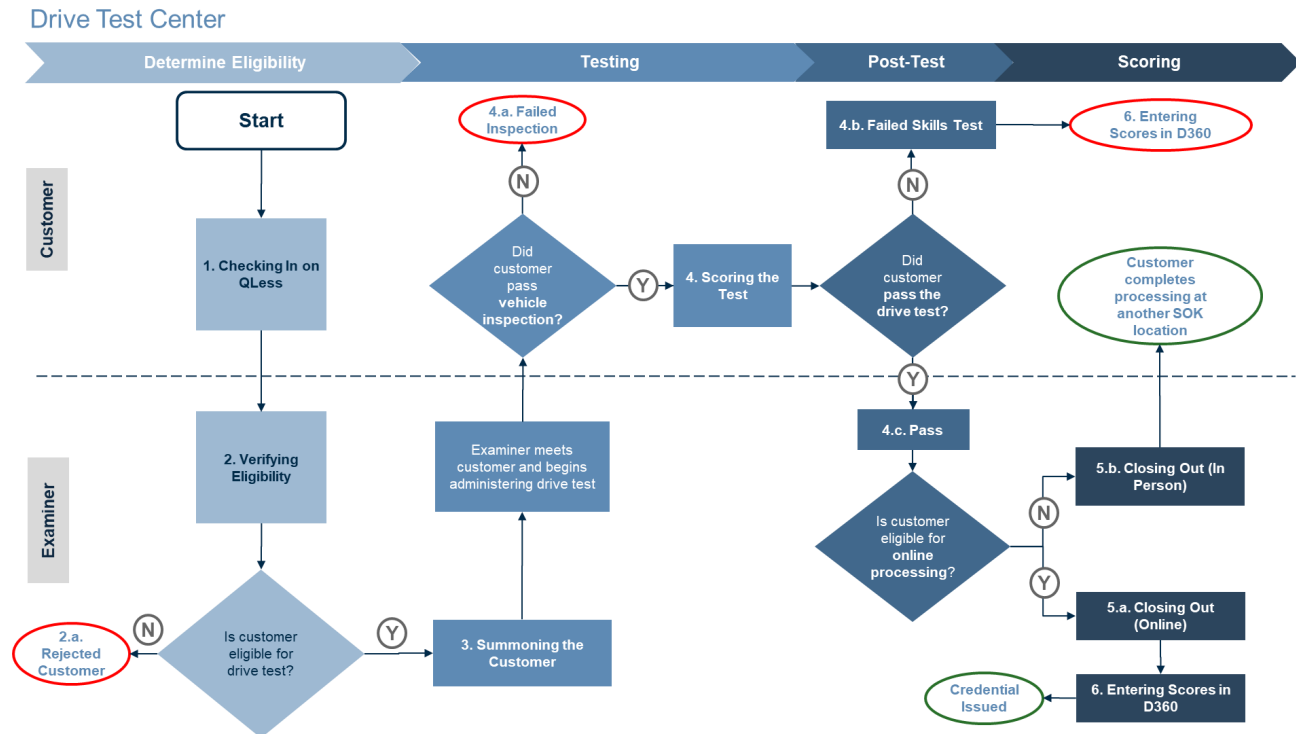 Drive Test Center
Determine Eligibility
Testing
Post-Test
Scoring
Customer
Examiner
Start
1. Checking In on
QLess
2. Verifying
Eligibility
Is customer
eligible for
drive test?
N
2.a.
Rejected
Customer
Y
3. Summoning the
Customer
Examiner meets
customer and begins
administering drive test
Did
customer
pass
vehicle
inspection?
N
4.a. Failed
Inspection
Y
4. Scoring the
Test
Did
customer
pass the
drive test?
N
4.b. Failed Skills Test
6. Entering
Scores in D360
Y
4.c. Pass
Is customer
eligible for
online
processing?
N
5.b. Closing Out (In
Person)
Customer
completes
processing at
another SOK
location
Y
5.a. Closing Out
(Online)
6. Entering Scores in
D360
Credential
Issued